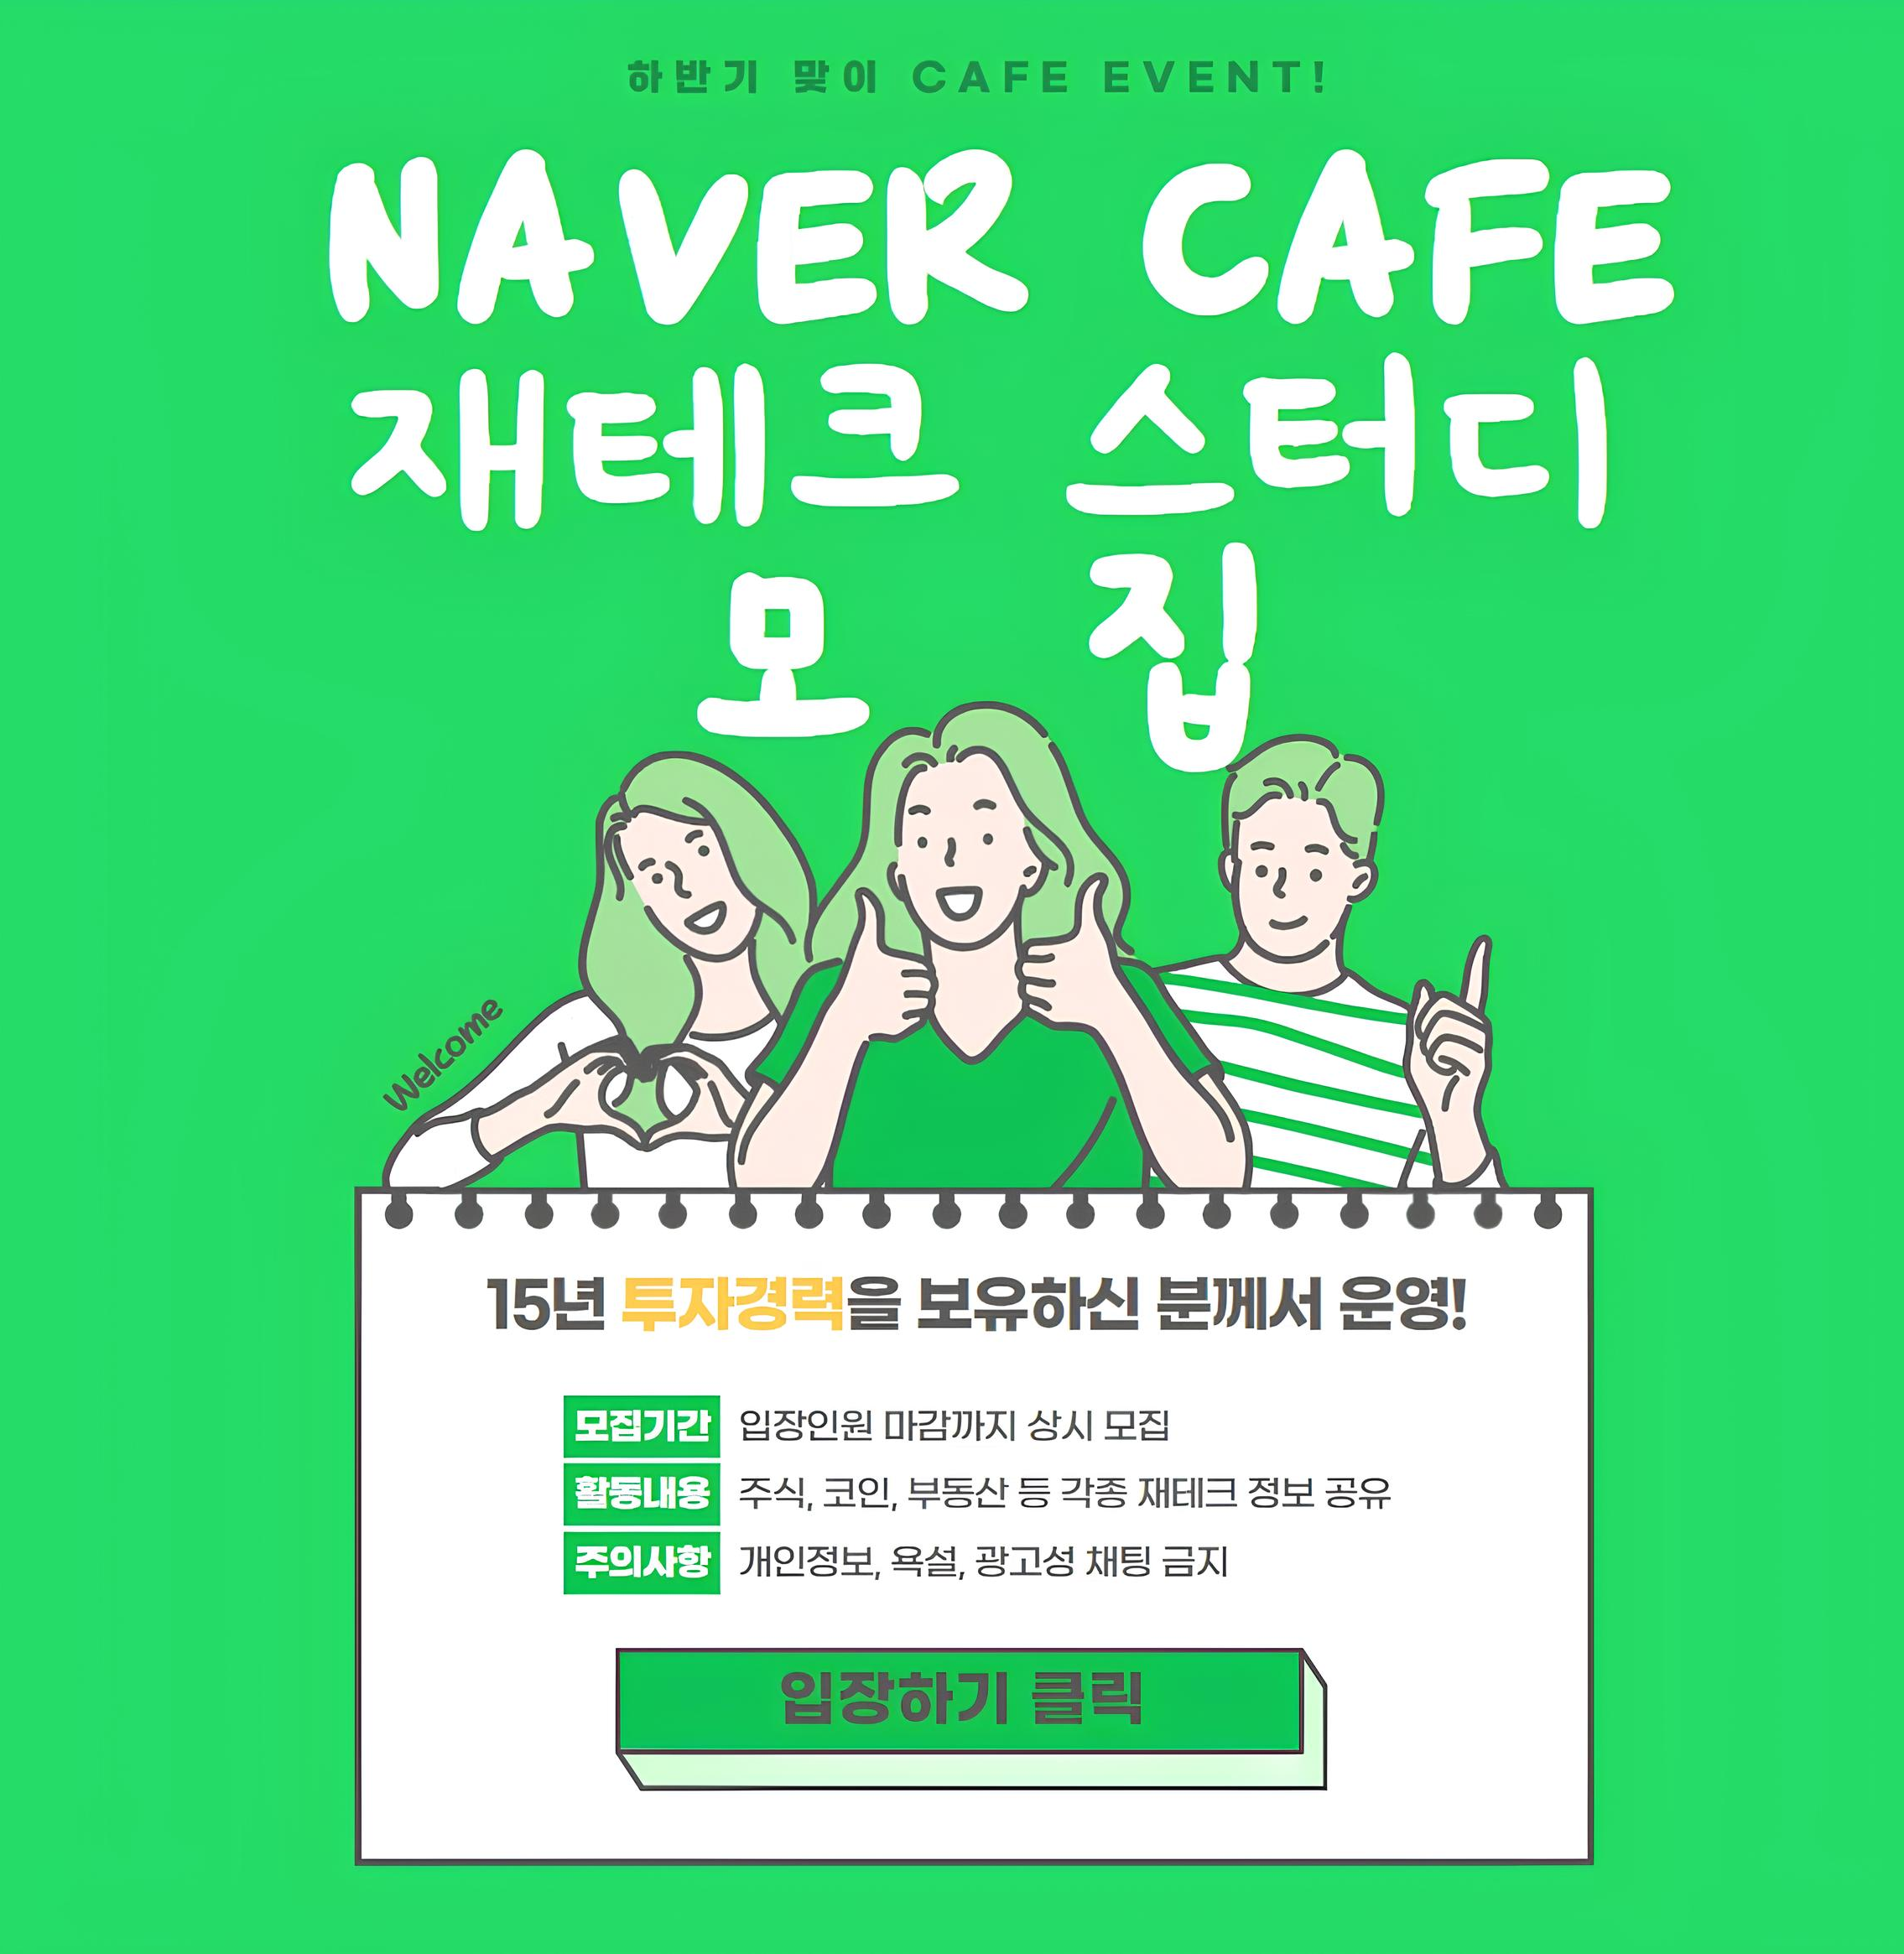 하반기 맞이 CAFE EVENT!
NAVER CAFE
재테크 스터디
모 집
Welcome
15년 투자경력을 보유하신 분께서 운영!
모집기간 입장인원 마감까지 상시 모집
활동내용 주식, 코인, 부동산 등 각종 재테크 정보 공유
주의사항 개인정보, 욕설, 광고성 채팅 금지
입장하기 클릭